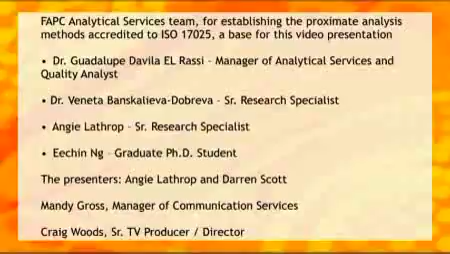 FAPC Analytical Services team, for establishing the proximate analysis
methods accredited to ISO 17025, a base for this video presentation
• Dr. Guadalupe Davila EL Rassi – Manager of Analytical Services and
Quality Analyst
• Dr. Veneta Banskalieva-Dobreva – Sr. Research Specialist
• Angie Lathrop – Sr. Research Specialist
• Eechin Ng – Graduate Ph.D. Student
The presenters: Angie Lathrop and Darren Scott
Mandy Gross, Manager of Communication Services
Craig Woods, Sr. TV Producer / Director